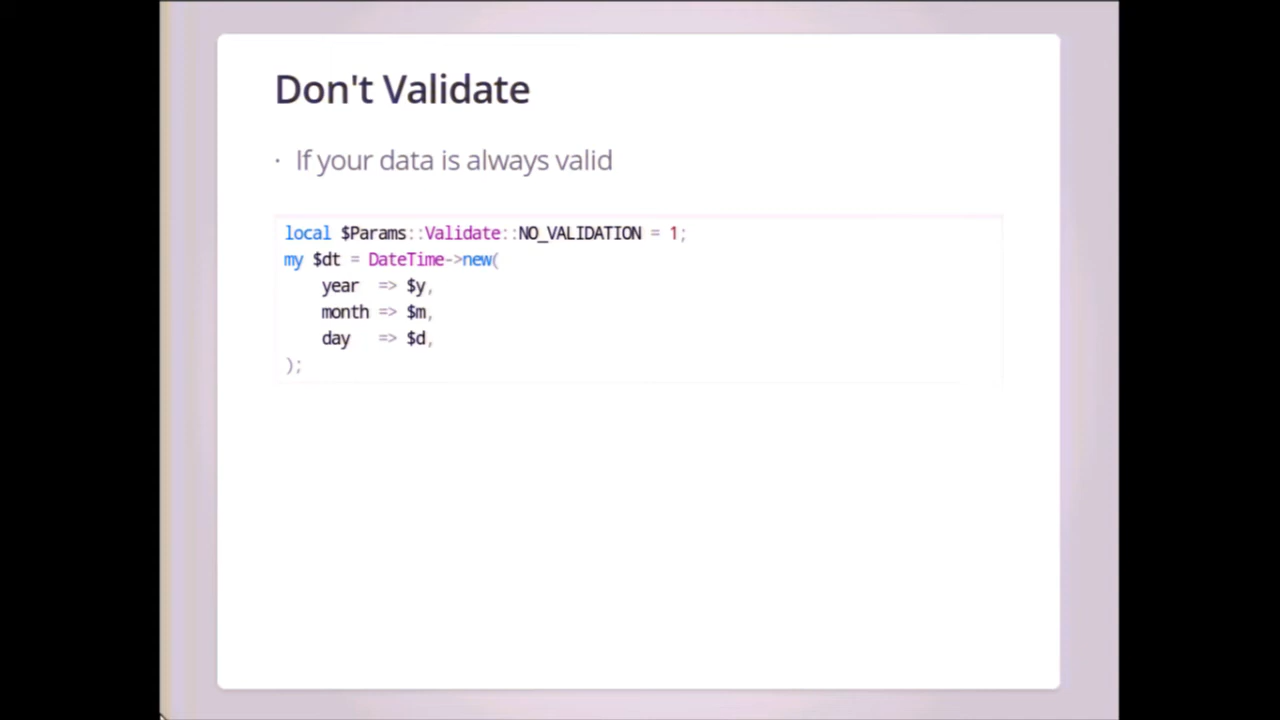 Don't Validate
· If your data is always valid
local $Params::Validate::NO_VALIDATION = 1;
my $dt = DateTime->new(
    year  => $y,
    month => $m,
    day   => $d,
);